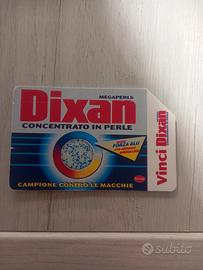 MEGAPERLS
Dixan
CONCENTRATO IN PERLE
FORZA BLU
CAMPIONE CONTRO LE MACCHIE
Vinci Dixan
subito